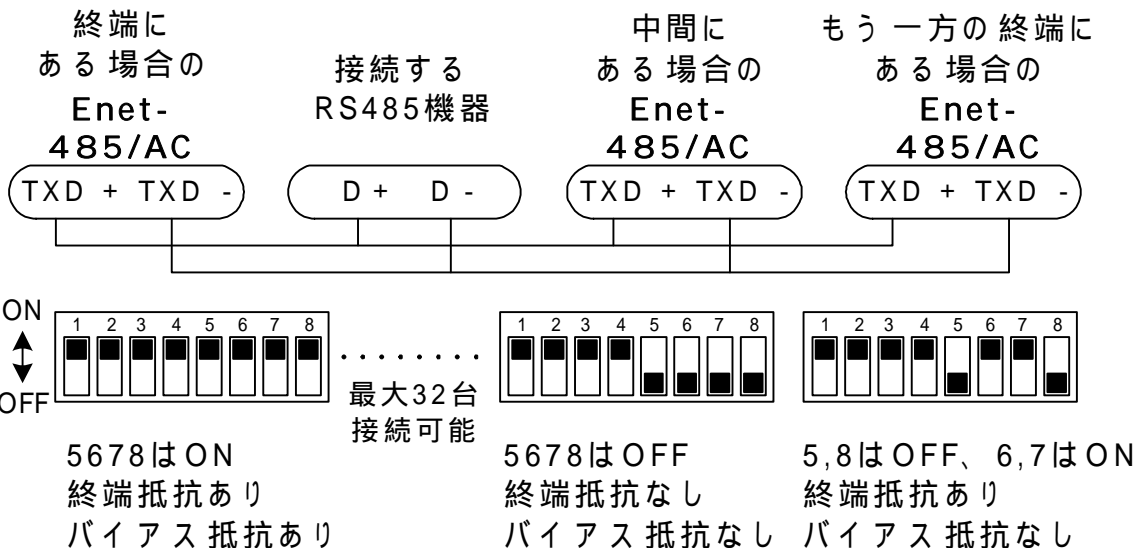 終端に
ある場合の
Enet-
485/AC
TXD + TXD -
接続する
RS485機器
D+ D-
中間に
ある場合の
Enet-
485/AC
TXD + TXD -
もう一方の終端に
ある場合の
Enet-
485/AC
TXD + TXD -
ON
OFF
1 2 3 4 5 6 7 8
5678はON
終端抵抗あり
バイアス抵抗あり
........
最大32台
接続可能
1 2 3 4 5 6 7 8
5678はOFF
終端抵抗なし
バイアス抵抗なし
1 2 3 4 5 6 7 8
5,8はOFF、6,7はON
終端抵抗あり
バイアス抵抗なし